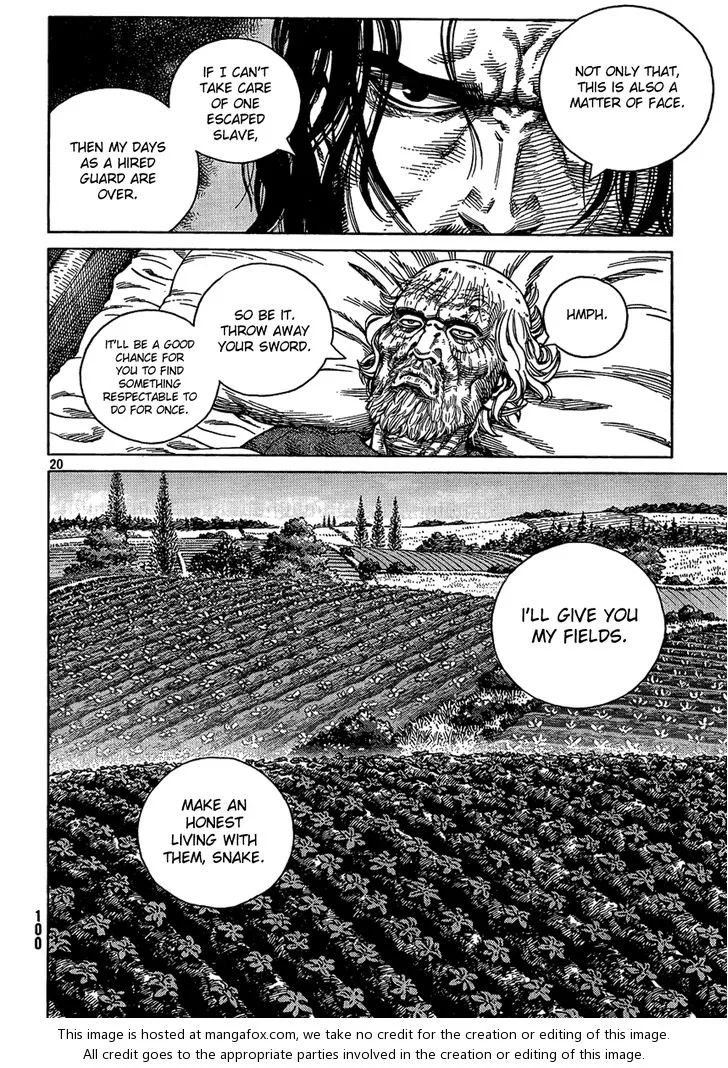 NOT ONLY THAT,
THIS IS ALSO A
MATTER OF FACE.
IF I CAN'T
TAKE CARE
OF ONE
ESCAPED
SLAVE,
THEN MY DAYS
AS A HIRED
GUARD ARE
OVER.
HMPH.
SO BE IT.
THROW AWAY
YOUR SWORD.
IT'LL BE A GOOD
CHANCE FOR
YOU TO FIND
SOMETHING
RESPECTABLE TO
DO FOR ONCE.
20
I'LL GIVE YOU
MY FIELDS.
MAKE AN
HONEST
LIVING WITH
THEM, SNAKE.
100
This image is hosted at mangafox.com, we take no credit for the creation or editing of this image.
All credit goes to the appropriate parties involved in the creation or editing of this image.